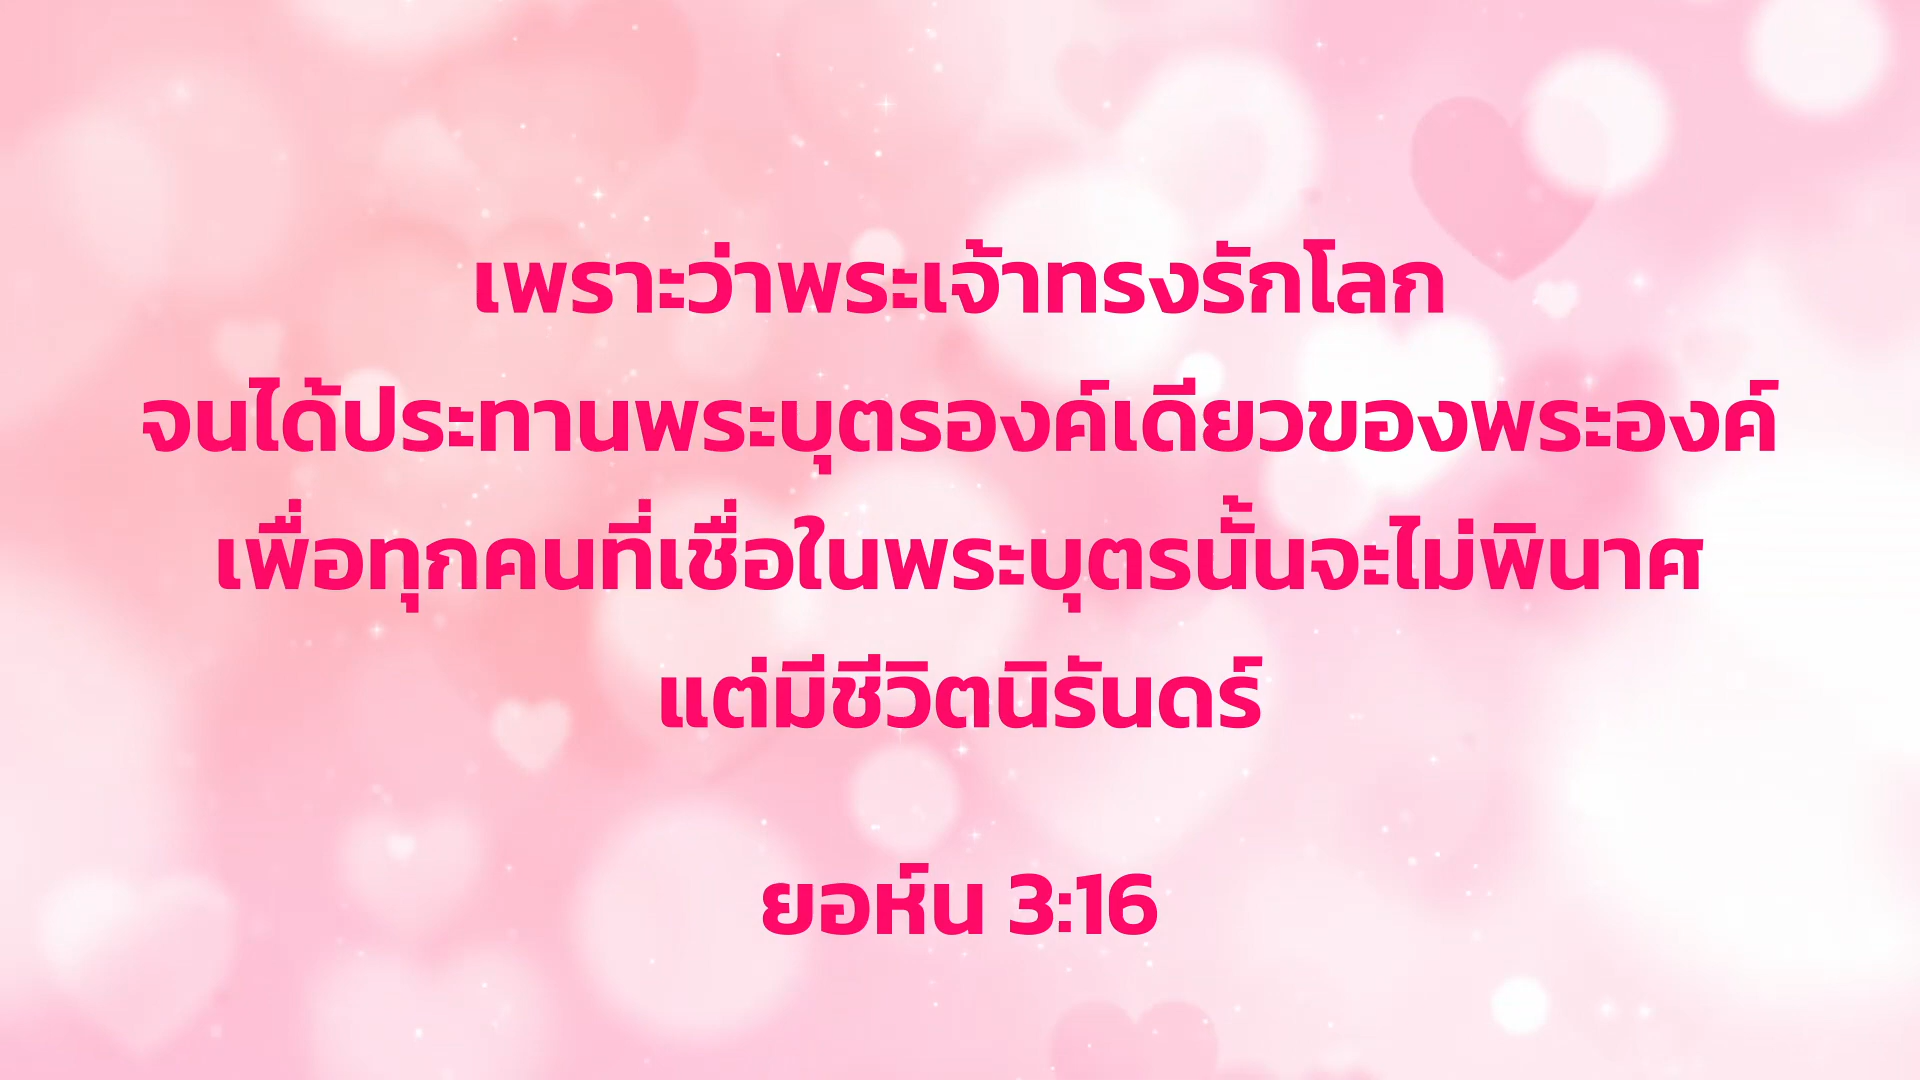 เพราะว่าพระเจ้าทรงรักโลก
จนได้ประทานพระบุตรองค์เดียวของพระองค์
เพื่อทุกคนที่เชื่อในพระบุตรนั้นจะไม่พินาศ
แต่มีชีวิตนิรันดร์
ยอห์น 3:16